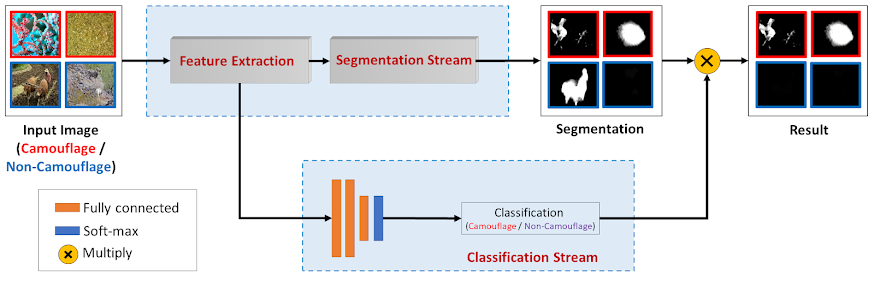 Feature Extraction
Segmentation Stream
Input Image
(Camouflage /
Non-Camouflage)
Segmentation
Result
Fully connected
Soft-max
Multiply
Classification
(Camouflage / Non-Camouflage)
Classification Stream